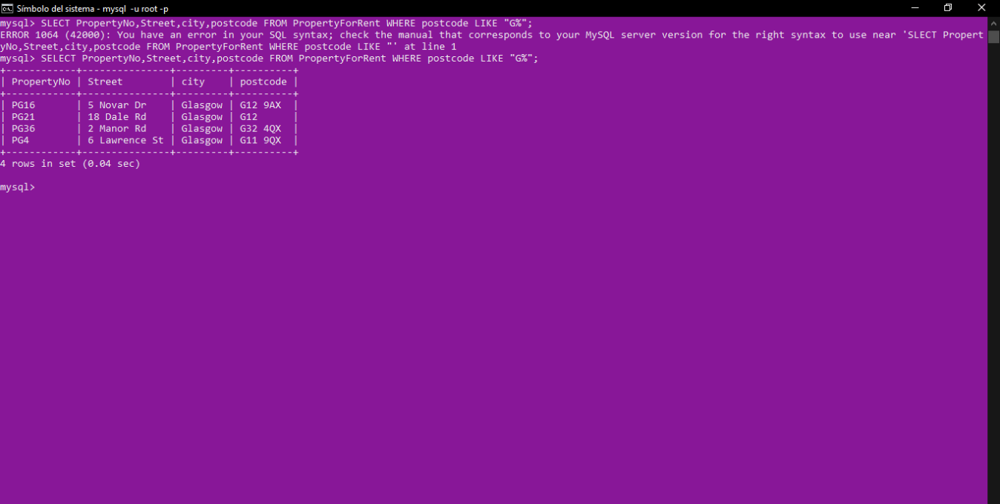 Símbolo del sistema - mysql -u root -p
mysql> SLECT PropertyNo,Street,city,postcode FROM PropertyForRent WHERE postcode LIKE "G%";
ERROR 1064 (42000): You have an error in your SQL syntax; check the manual that corresponds to your MySQL server version for the right syntax to use near 'SLECT Propert
yNo,Street,city,postcode FROM PropertyForRent WHERE postcode LIKE "' at line 1
mysql> SELECT PropertyNo,Street,city,postcode FROM PropertyForRent WHERE postcode LIKE "G%";
+------------+---------------+---------+----------+
| PropertyNo | Street        | city    | postcode |
+------------+---------------+---------+----------+
| PG16       | 5 Novar Dr    | Glasgow | G12 9AX  |
| PG21       | 18 Dale Rd    | Glasgow | G12      |
| PG36       | 2 Manor Rd    | Glasgow | G32 4QX  |
| PG4        | 6 Lawrence St | Glasgow | G11 9QX  |
+------------+---------------+---------+----------+
4 rows in set (0.04 sec)
mysql>